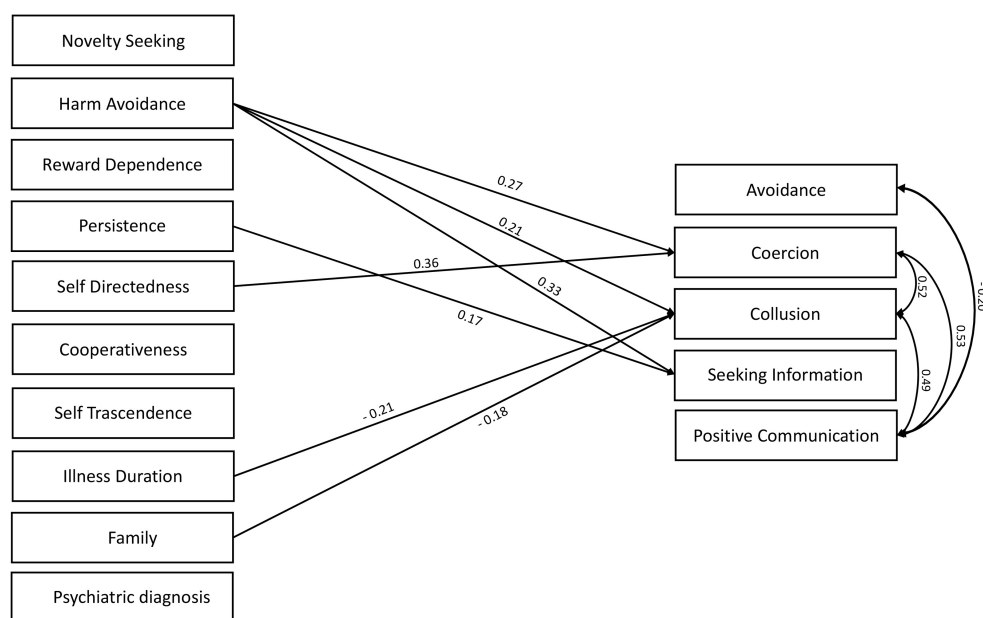 Novelty Seeking
Harm Avoidance
Reward Dependence
Persistence
Self Directedness
Cooperativeness
Self Trascendence
Illness Duration
Family
Psychiatric diagnosis
0.27
0.21
0.33
0.36
0.17
- 0.21
- 0.18
Avoidance
Coercion
Collusion
Seeking Information
Positive Communication
0.52
0.53
0.49